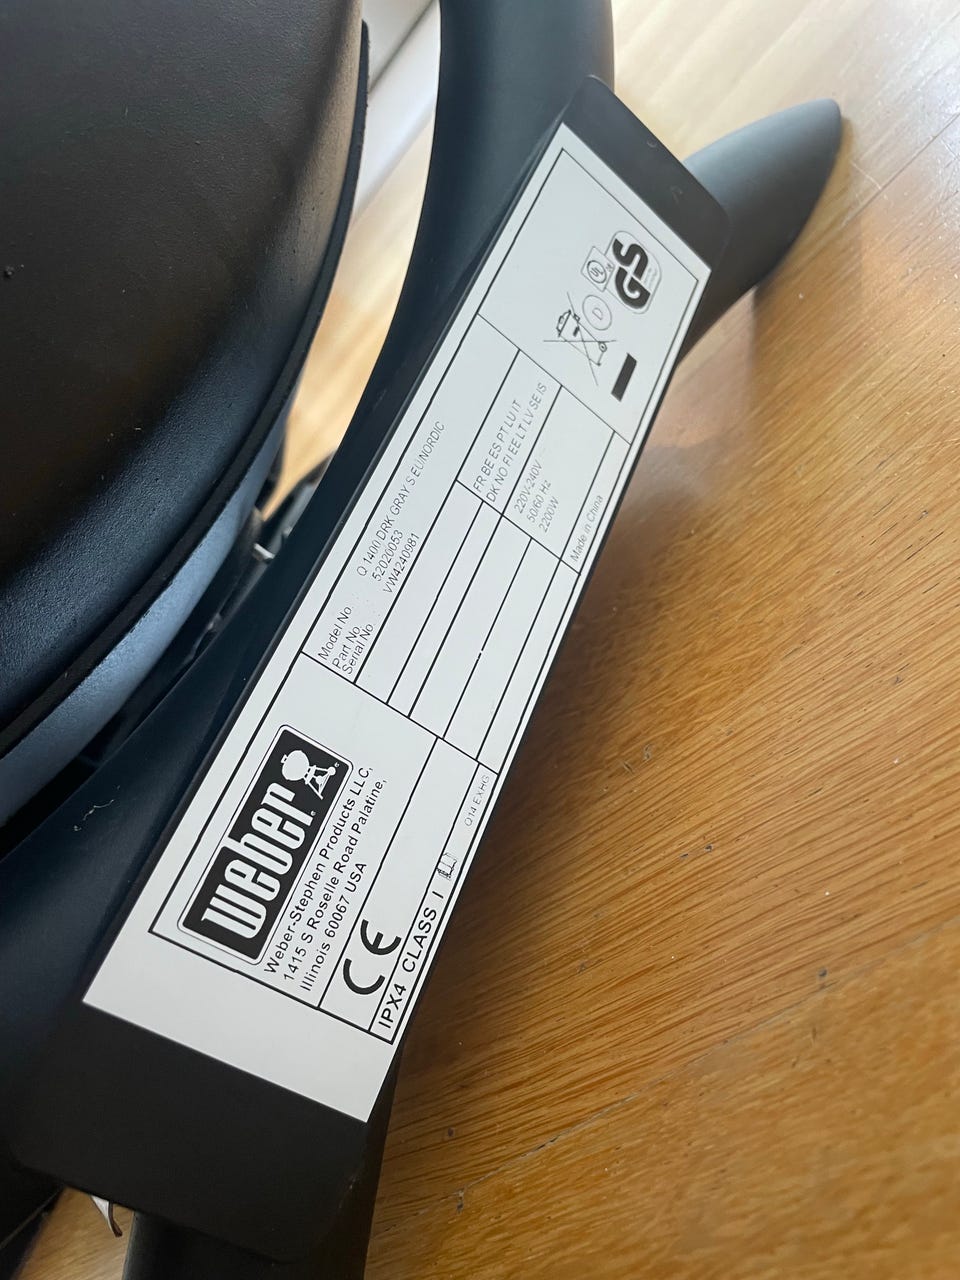 weber
Weber-Stephen Products LLC,
1415 S Roselle Road Palatine,
Illinois 60067 USA
CE
IPX4 CLASS I
Q14 EXHG
Model No. Q 1400 DRK GRAY S EU/NORDIC
Part No. 52020053
Serial No. VW4240981
FR BE ES PT LU IT
DK NO FI EE LT LV SE IS
220V-240V
50/60 Hz
2200W
Made in China
UL
D
GS